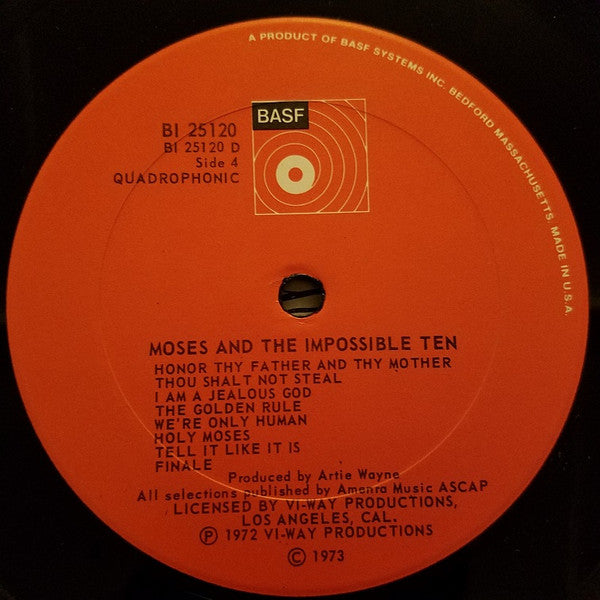 A PRODUCT OF BASF SYSTEMS INC. BEDFORD MASSACHUSETTS. MADE IN U.S.A.
BASF
BI 25120
BI 25120 D
Side 4
QUADROPHONIC
MOSES AND THE IMPOSSIBLE TEN
HONOR THY FATHER AND THY MOTHER
THOU SHALT NOT STEAL
I AM A JEALOUS GOD
THE GOLDEN RULE
WE'RE ONLY HUMAN
HOLY MOSES
TELL IT LIKE IT IS
FINALE
Produced by Artie Wayne
All selections published by Amenra Music ASCAP
LICENSED BY VI-WAY PRODUCTIONS,
LOS ANGELES, CAL.
Ⓟ 1972 VI-WAY PRODUCTIONS
© 1973